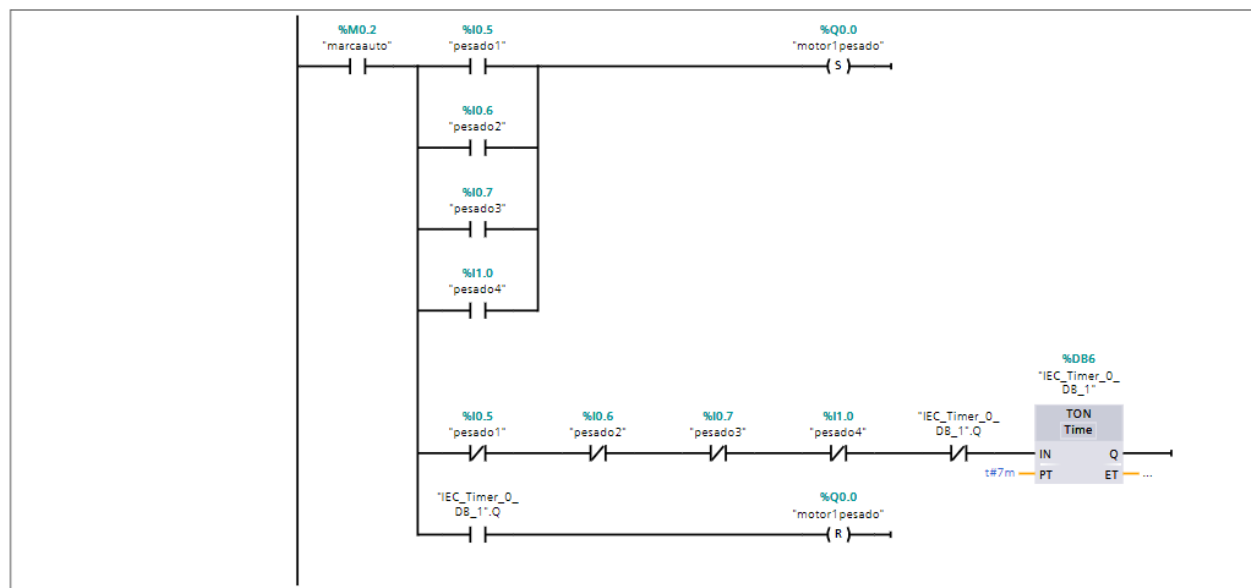 %M0.2
"marcaauto"
%I0.5
"pesado1"
%Q0.0
"motor1pesado"
S
%I0.6
"pesado2"
%I0.7
"pesado3"
%I1.0
"pesado4"
%DB6
"IEC_Timer_0_
DB_1"
%I0.5
"pesado1"
%I0.6
"pesado2"
%I0.7
"pesado3"
%I1.0
"pesado4"
"IEC_Timer_0_
DB_1".Q
TON
Time
IN Q
t#7m PT ET ...
"IEC_Timer_0_
DB_1".Q
%Q0.0
"motor1pesado"
R